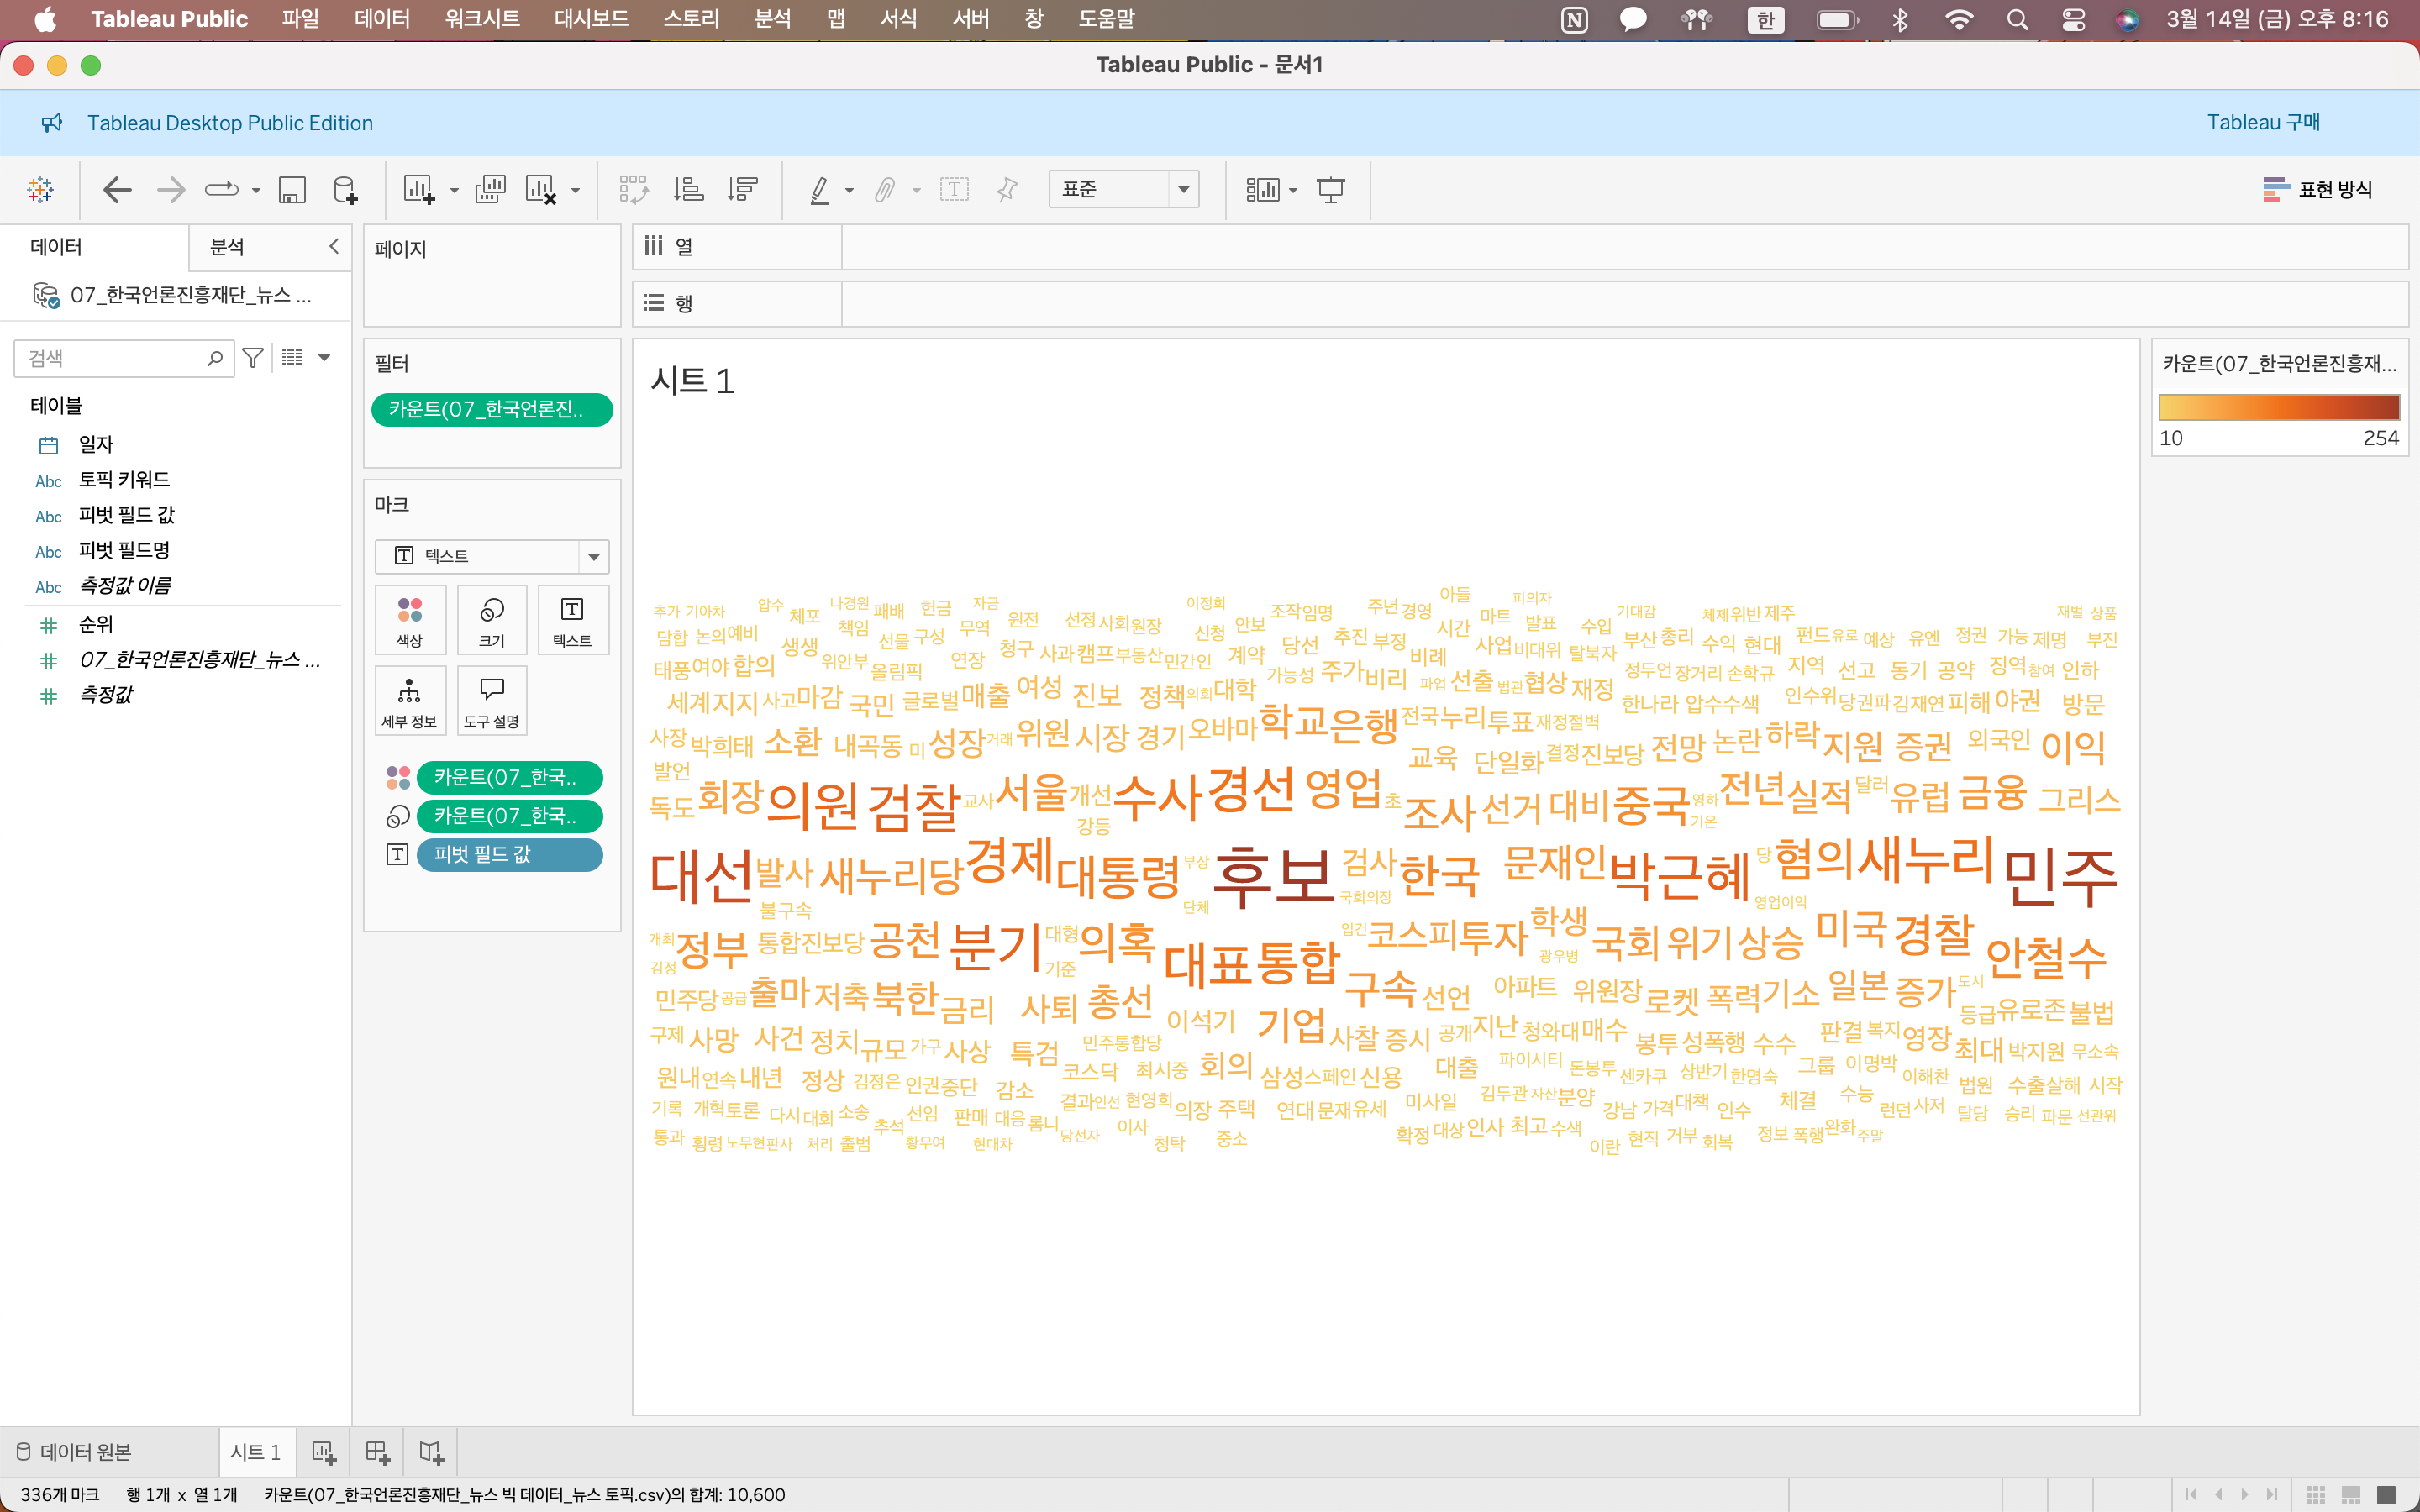 Tableau Public 파일 데이터 워크시트 대시보드 스토리 분석 맵 서식 서버 창 도움말 한 3월 14일 (금) 오후 8:16
Tableau Public - 문서1
Tableau Desktop Public Edition Tableau 구매
표준 표현 방식
데이터 분석
07_한국언론진흥재단_뉴스 ...
검색
테이블
일자
Abc 토픽 키워드
Abc 피벗 필드 값
Abc 피벗 필드명
Abc 측정값 이름
순위
07_한국언론진흥재단_뉴스 ...
측정값
페이지
필터
카운트(07_한국언론진..
마크
텍스트
색상 크기 텍스트
세부 정보 도구 설명
카운트(07_한국..
카운트(07_한국..
피벗 필드 값
열
행
시트 1
추가 기아차 압수 체포 나경원 패배 헌금 자금 원전 선정 사회 원장 이정희 안보 조작 임명 주년 경영 아들 마트 피의자 기대감 체제 위반 제주 재벌 상품
담합 논의 예비 생생 책임 선물 구성 무역 청구 사과 캠프 부동산 신청 당선 추진 부정 시간 사업 발표 비대위 수입 부산 총리 수익 현대 펀드 유로 예상 유엔 정권 가능 제명 부진
태풍 여야 합의 위안부 올림픽 연장 민간인 계약 가능성 주가 비리 비례 파업 선출 법관 협상 탈북자 재정 정두언 장거리 손학규 지역 선고 동기 공약 징역 참여 인하
세계 지지 사고 마감 국민 글로벌 매출 여성 진보 정책 의회 대학 한나라 압수수색 인수위 당권파 김재연 피해 야권 방문
사장 박희태 소환 내곡동 미 성장 거래 위원 시장 경기 오바마 학교 은행 전국 누리 투표 재정절벽 교육 단일화 결정 진보당 전망 논란 하락 지원 증권 외국인 이익
발언 독도 회장 의원 검찰 교사 서울 개선 강등 수사 경선 영업 초 조사 선거 대비 중국 영하 기온 전년 실적 달러 유럽 금융 그리스
대선 발사 새누리당 경제 대통령 부상 후보 검사 국회의장 한국 문재인 박근혜 당 혐의 새누리 민주
불구속 단체 영업이익
개최 김정 정부 통합진보당 공천 분기 대형 기준 의혹 대표 통합 입건 코스피 투자 학생 광우병 국회 위기 상승 미국 경찰 안철수
민주당 공급 출마 저축 북한 금리 사퇴 총선 이석기 구속 선언 아파트 위원장 로켓 폭력 기소 일본 증가 도시 등급 유로존 불법
구제 사망 사건 정치 규모 가구 사상 특검 민주통합당 기업 사찰 증시 공개 지난 청와대 매수 봉투 성폭행 수수 판결 복지 영장 최대 박지원 무소속
원내 연속 내년 정상 김정은 인권 중단 감소 코스닥 최시중 회의 삼성 스페인 신용 대출 파이시티 돈봉투 센카쿠 상반기 한명숙 그룹 이명박 이해찬 법원 수출 살해 시작
기록 개혁 토론 다시 대회 소송 선임 판매 대응 롬니 결과 인선 현영희 의장 주택 연대 문재 유세 미사일 김두관 자산 분양 강남 가격 대책 인수 체결 수능 런던 사저 탈당 승리 파문 선관위
통과 횡령 노무현 판사 처리 출범 추석 황우여 현대차 당선자 이사 청탁 중소 확정 대상 인사 최고 수색 이란 현직 거부 회복 정보 폭행 완화 주말
카운트(07_한국언론진흥재...
10 254
데이터 원본 시트 1
336개 마크 행 1개 x 열 1개 카운트(07_한국언론진흥재단_뉴스 빅 데이터_뉴스 토픽.csv)의 합계: 10,600